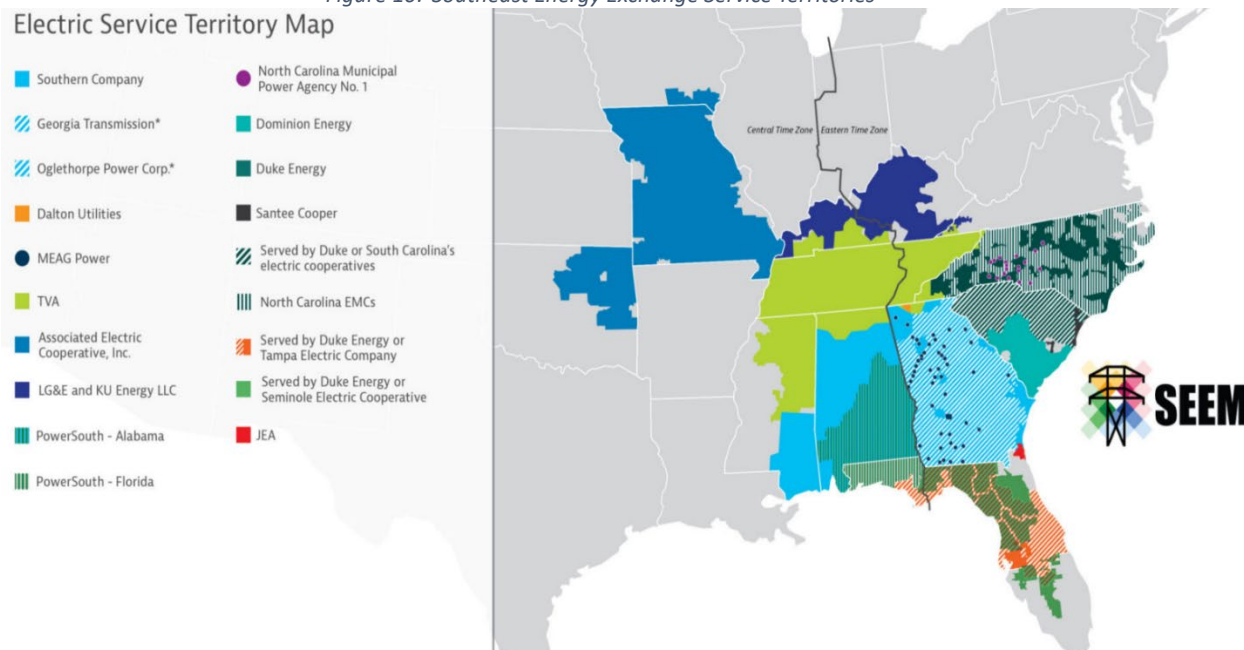 Figure 10: Southeast Energy Exchange Service Territories
Electric Service Territory Map
Southern Company
Georgia Transmission*
Oglethorpe Power Corp.*
Dalton Utilities
MEAG Power
TVA
Associated Electric
Cooperative, Inc.
LG&E and KU Energy LLC
PowerSouth - Alabama
PowerSouth - Florida
North Carolina Municipal
Power Agency No. 1
Dominion Energy
Duke Energy
Santee Cooper
Served by Duke or South Carolina's
electric cooperatives
North Carolina EMCs
Served by Duke Energy or
Tampa Electric Company
Served by Duke Energy or
Seminole Electric Cooperative
JEA
Central Time Zone
Eastern Time Zone
SEEM